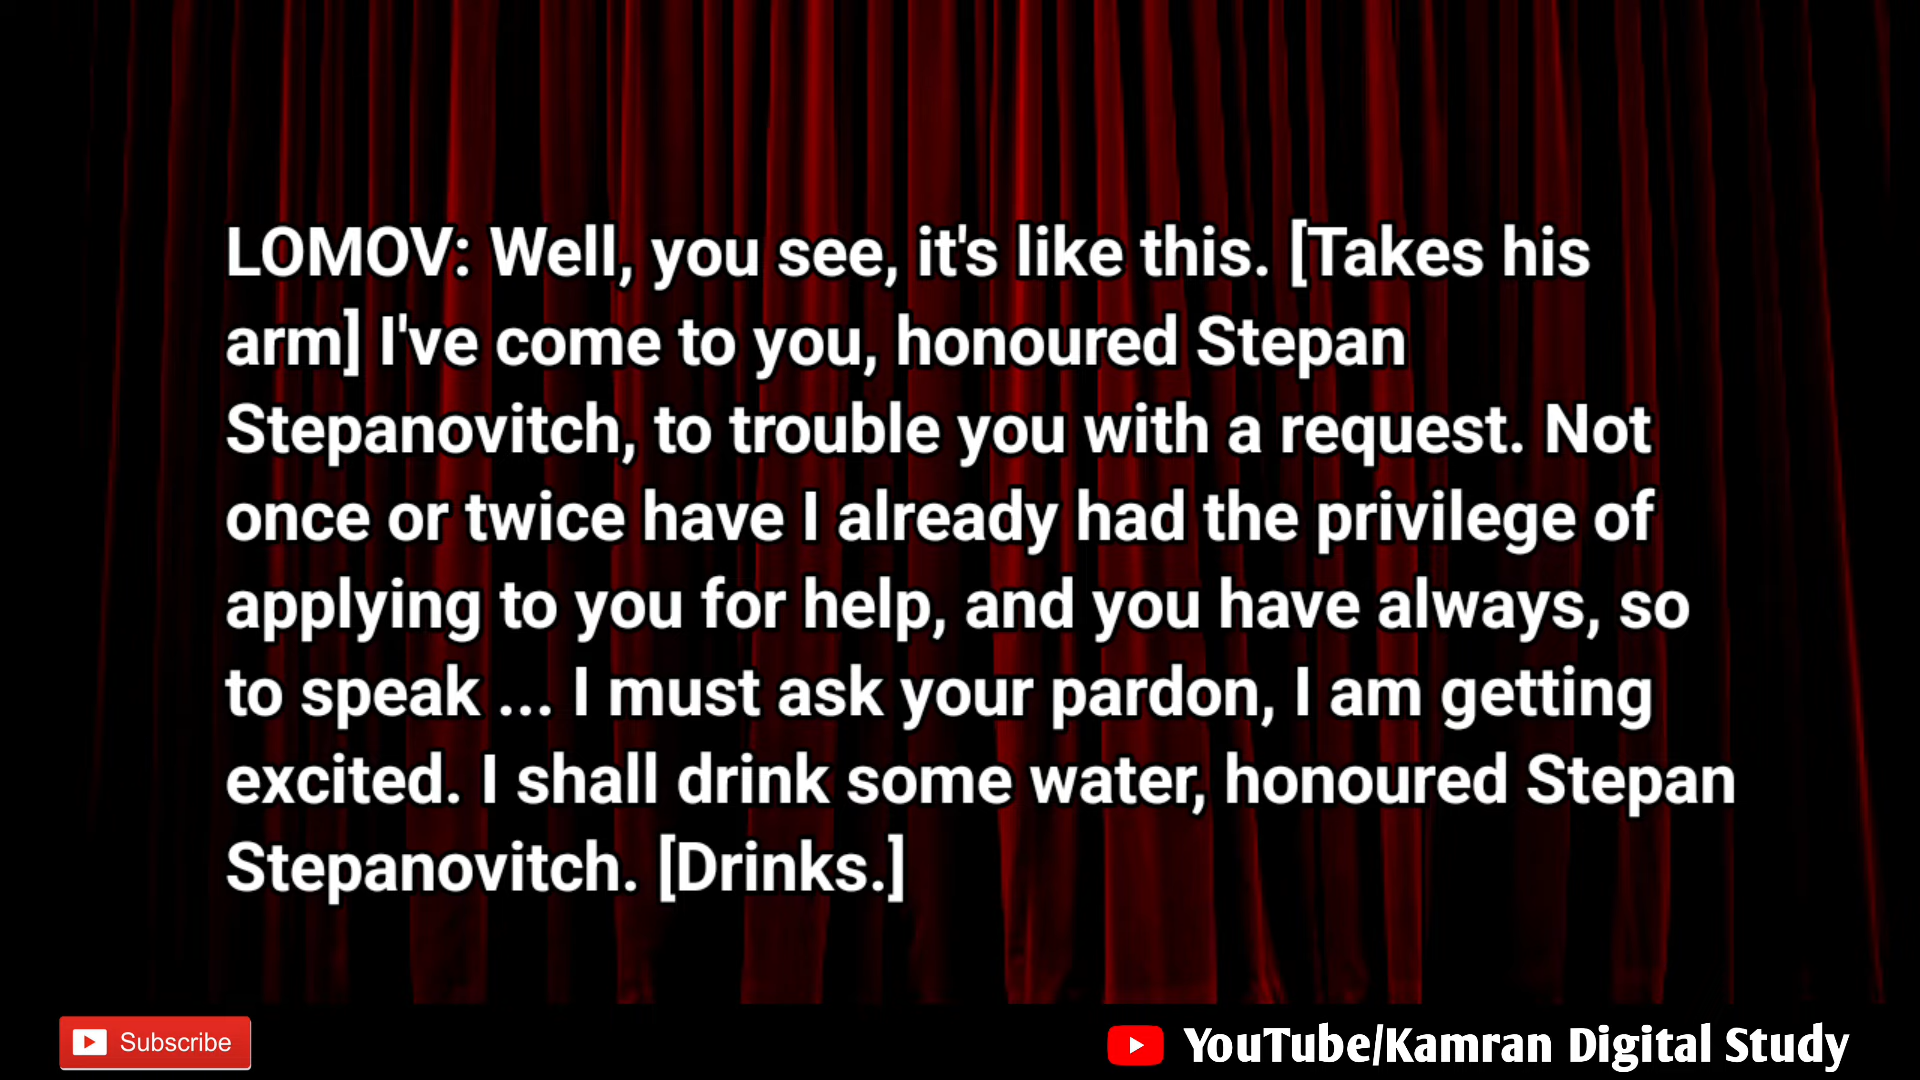 LOMOV: Well, you see, it's like this. [Takes his
arm] I've come to you, honoured Stepan
Stepanovitch, to trouble you with a request. Not
once or twice have I already had the privilege of
applying to you for help, and you have always, so
to speak ... I must ask your pardon, I am getting
excited. I shall drink some water, honoured Stepan
Stepanovitch. [Drinks.]
Subscribe
YouTube/Kamran Digital Study